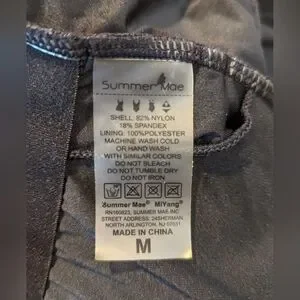 Summer Mae
SHELL: 82% NYLON
18% SPANDEX
LINING: 100%POLYESTER
MACHINE WASH COLD
OR HAND WASH
WITH SIMILAR COLORS
DO NOT BLEACH
DO NOT TUMBLE DRY
DO NOT IRON
Summer Mae® MiYang®
RN160823, SUMMER MAE INC
STREET ADDRESS: 24SHERMAN
NORTH ARLINGTON, NJ 07031
MADE IN CHINA
M